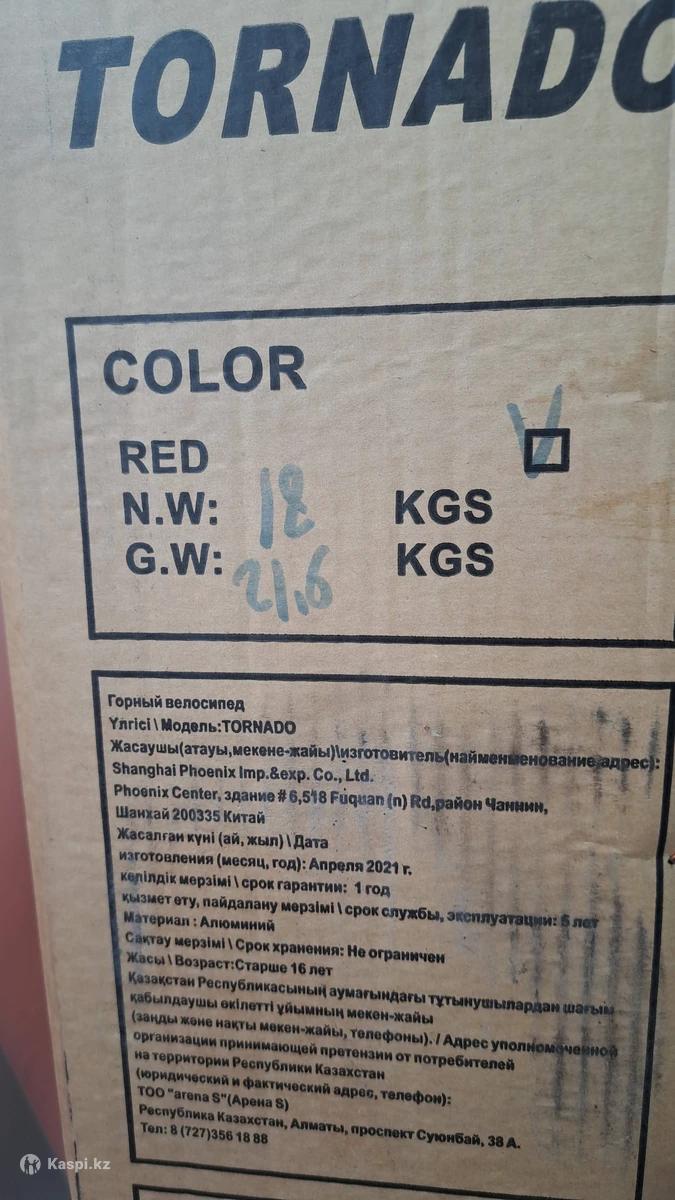 TORNADO
COLOR
RED
N.W: 18 KGS
G.W: 21,6 KGS
Горный велосипед
Үлгісі \ Модель:TORNADO
Жасаушы(атауы,мекене-жайы)\изготовитель(найменненование,адрес):
Shanghai Phoenix Imp.&exp. Co., Ltd.
Phoenix Center, здание # 6,518 Fuquan (n) Rd,район Чаннин,
Шанхай 200335 Китай
Жасалған күні (ай, жыл) \ Дата
изготовления (месяц, год): Апреля 2021 г.
кепілдік мерзімі \ срок гарантии: 1 год
қызмет ету, пайдалану мерзімі \ срок службы, эксплуатации: 5 лет
Материал : Алюминий
Сақтау мерзімі \ Срок хранения: Не ограничен
Жасы \ Возраст:Старше 16 лет
Қазақстан Республикасының аумағындағы тұтынушылардан шағым
қабылдаушы өкілетті ұйымның мекен-жайы
(заңды және нақты мекен-жайы, телефоны). / Адрес уполномоченной
организации принимающей претензии от потребителей
на территории Республики Казахстан
(юридический и фактический адрес, телефон):
ТОО "arena S"(Арена S)
Республика Казахстан, Алматы, проспект Суюнбай, 38 А.
Тел: 8 (727)356 18 88
Kaspi.kz